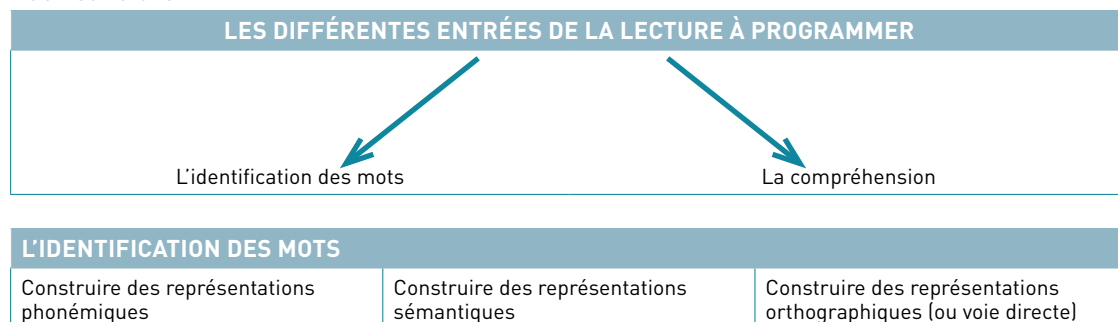 LES DIFFÉRENTES ENTRÉES DE LA LECTURE À PROGRAMMER
L'identification des mots
La compréhension
L'IDENTIFICATION DES MOTS
Construire des représentations
phonémiques
Construire des représentations
sémantiques
Construire des représentations
orthographiques (ou voie directe)